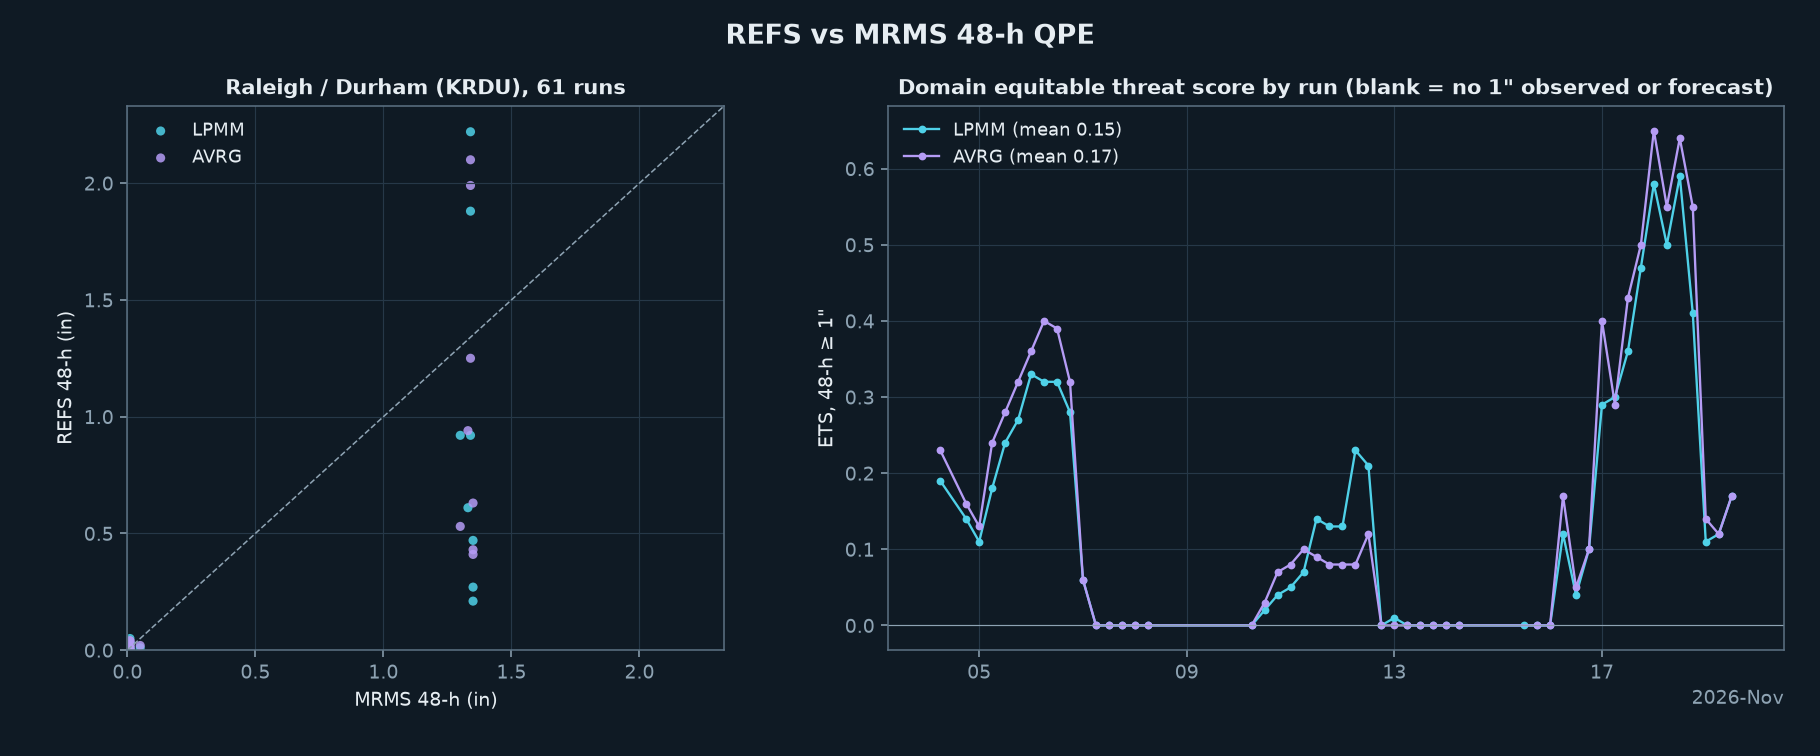 REFS vs MRMS 48-h QPE
Raleigh / Durham (KRDU), 61 runs
LPMM
AVRG
2.0
1.5
1.0
0.5
0.0
REFS 48-h (in)
0.0 0.5 1.0 1.5 2.0
MRMS 48-h (in)
Domain equitable threat score by run (blank = no 1" observed or forecast)
LPMM (mean 0.15)
AVRG (mean 0.17)
0.6
0.5
0.4
0.3
0.2
0.1
0.0
ETS, 48-h ≥ 1"
05 09 13 17
2026-Nov